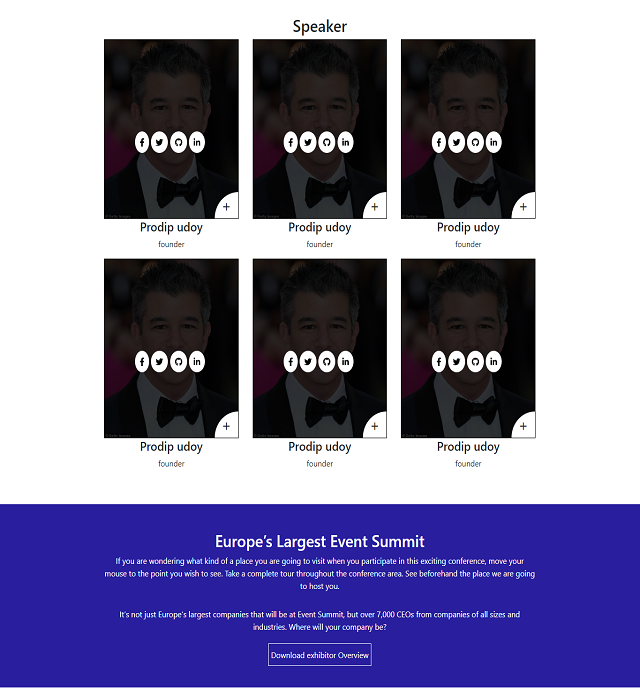 Speaker
+ + +
Prodip udoy Prodip udoy Prodip udoy
founder founder founder
+ + +
Prodip udoy Prodip udoy Prodip udoy
founder founder founder
Europe's Largest Event Summit
If you are wondering what kind of a place you are going to visit when you participate in this exciting conference, move your
mouse to the point you wish to see. Take a complete tour throughout the conference area. See beforehand the place we are going
to host you.
It's not just Europe's largest companies that will be at Event Summit, but over 7,000 CEOs from companies of all sizes and
industries. Where will your company be?
Download exhibitor Overview